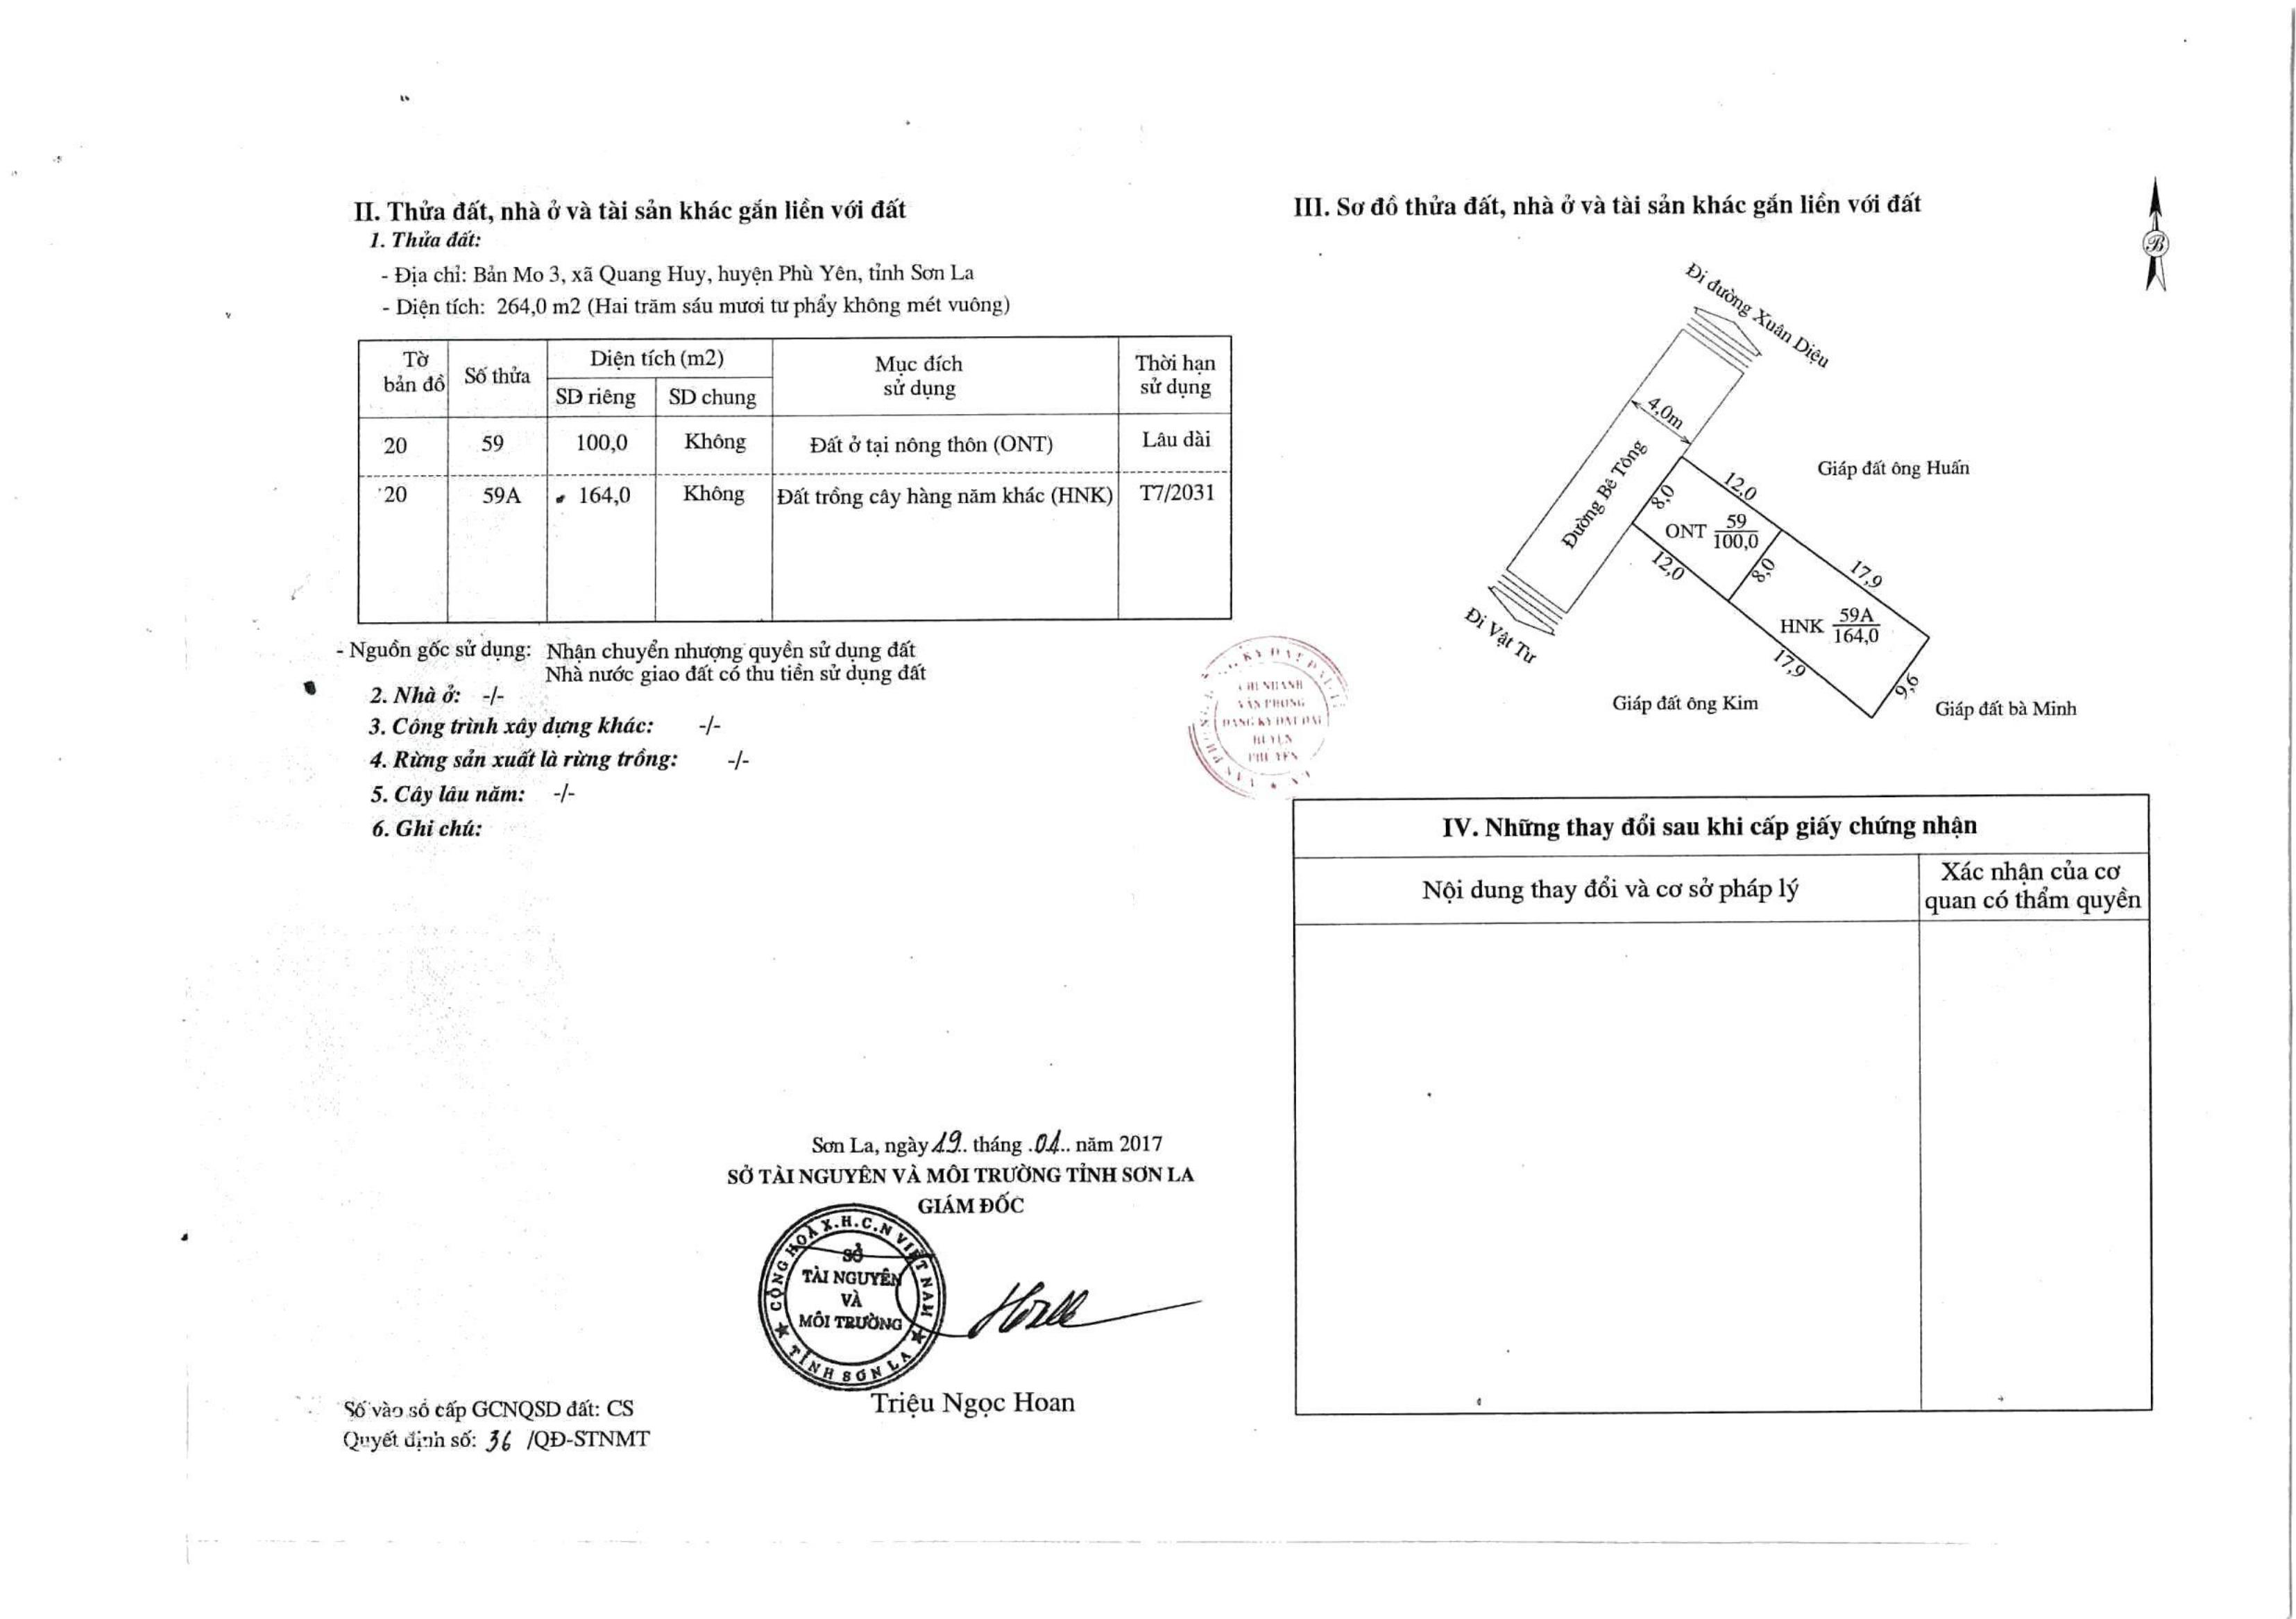 II. Thửa đất, nhà ở và tài sản khác gắn liền với đất
1. Thửa đất:
- Địa chỉ: Bản Mo 3, xã Quang Huy, huyện Phù Yên, tỉnh Sơn La
- Diện tích: 264,0 m2 (Hai trăm sáu mươi tư phẩy không mét vuông)
Tờ bản đồ Số thửa Diện tích (m2) Mục đích sử dụng Thời hạn sử dụng
SD riêng SD chung
20 59 100,0 Không Đất ở tại nông thôn (ONT) Lâu dài
20 59A 164,0 Không Đất trồng cây hàng năm khác (HNK) T7/2031
- Nguồn gốc sử dụng: Nhận chuyển nhượng quyền sử dụng đất
Nhà nước giao đất có thu tiền sử dụng đất
2. Nhà ở: -/-
3. Công trình xây dựng khác: -/-
4. Rừng sản xuất là rừng trồng: -/-
5. Cây lâu năm: -/-
6. Ghi chú:
Sơn La, ngày 19.. tháng .01.. năm 2017
SỞ TÀI NGUYÊN VÀ MÔI TRƯỜNG TỈNH SƠN LA
GIÁM ĐỐC
CỘNG HOÀ X.H.C.N VIỆT NAM
SỞ
TÀI NGUYÊN
VÀ
MÔI TRƯỜNG
TỈNH SƠN LA
Triệu Ngọc Hoan
Số vào sổ cấp GCNQSD đất: CS
Quyết định số: 36 /QĐ-STNMT
III. Sơ đồ thửa đất, nhà ở và tài sản khác gắn liền với đất
B
Đi đường Xuân Diệu
4,0m
Đường Bê Tông
Đi Vật Tư
Giáp đất ông Huấn
8,0
12,0
ONT 59
100,0
12,0
8,0
17,9
HNK 59A
164,0
17,9
9,6
Giáp đất ông Kim
Giáp đất bà Minh
CHI NHÁNH
VĂN PHÒNG
ĐĂNG KÝ ĐẤT ĐAI
HUYỆN
PHÙ YÊN
IV. Những thay đổi sau khi cấp giấy chứng nhận
Nội dung thay đổi và cơ sở pháp lý
Xác nhận của cơ
quan có thẩm quyền